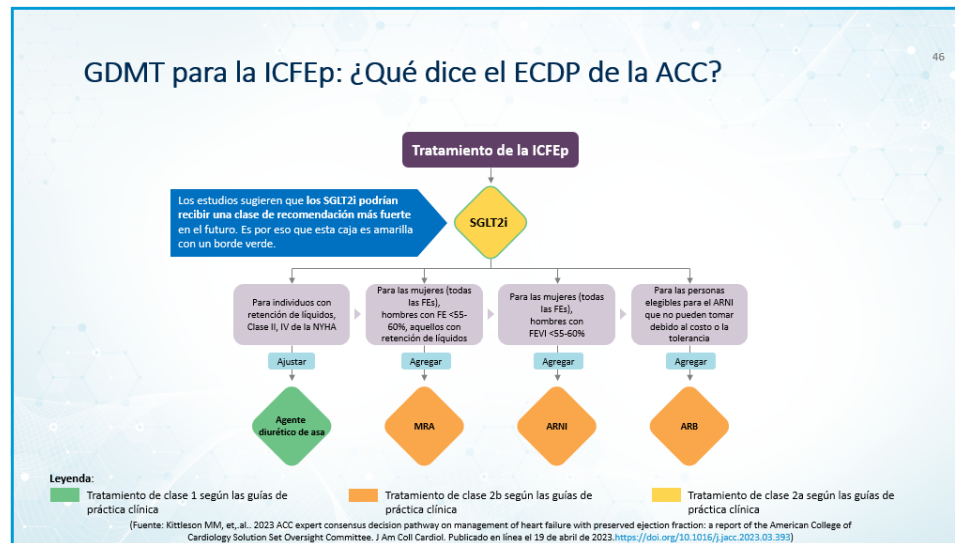 46
GDMT para la ICFEp: ¿Qué dice el ECDP de la ACC?
Tratamiento de la ICFEp
Los estudios sugieren que los SGLT2i podrían
recibir una clase de recomendación más fuerte
en el futuro. Es por eso que esta caja es amarilla
con un borde verde.
SGLT2i
Para individuos con
retención de líquidos,
Clase II, IV de la NYHA
Para las mujeres (todas
las FEs),
hombres con FE <55-
60%, aquellos con
retención de líquidos
Para las mujeres (todas
las FEs),
hombres con
FEVI <55-60%
Para las personas
elegibles para el ARNI
que no pueden tomar
debido al costo o la
tolerancia
Ajustar
Agregar
Agregar
Agregar
Agente
diurético de asa
MRA
ARNI
ARB
Leyenda:
Tratamiento de clase 1 según las guías de
práctica clínica
Tratamiento de clase 2b según las guías de
práctica clínica
Tratamiento de clase 2a según las guías de
práctica clínica
(Fuente: Kittleson MM, et,.al.. 2023 ACC expert consensus decision pathway on management of heart failure with preserved ejection fraction: a report of the American College of
Cardiology Solution Set Oversight Committee. J Am Coll Cardiol. Publicado en línea el 19 de abril de 2023.https://doi.org/10.1016/j.jacc.2023.03.393)